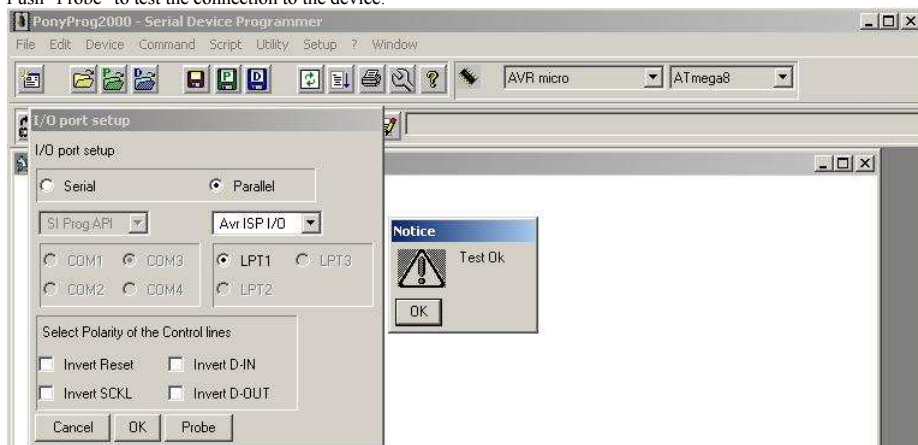 Push "Probe" to test the connection to the device.
PonyProg2000 - Serial Device Programmer
File Edit Device Command Script Utility Setup ? Window
AVR micro ATmega8
I/O port setup
I/O port setup
Serial Parallel
SI Prog API Avr ISP I/O
COM1 COM3 LPT1 LPT3
COM2 COM4 LPT2
Select Polarity of the Control lines
Invert Reset Invert D-IN
Invert SCKL Invert D-OUT
Cancel OK Probe
Notice
Test Ok
OK